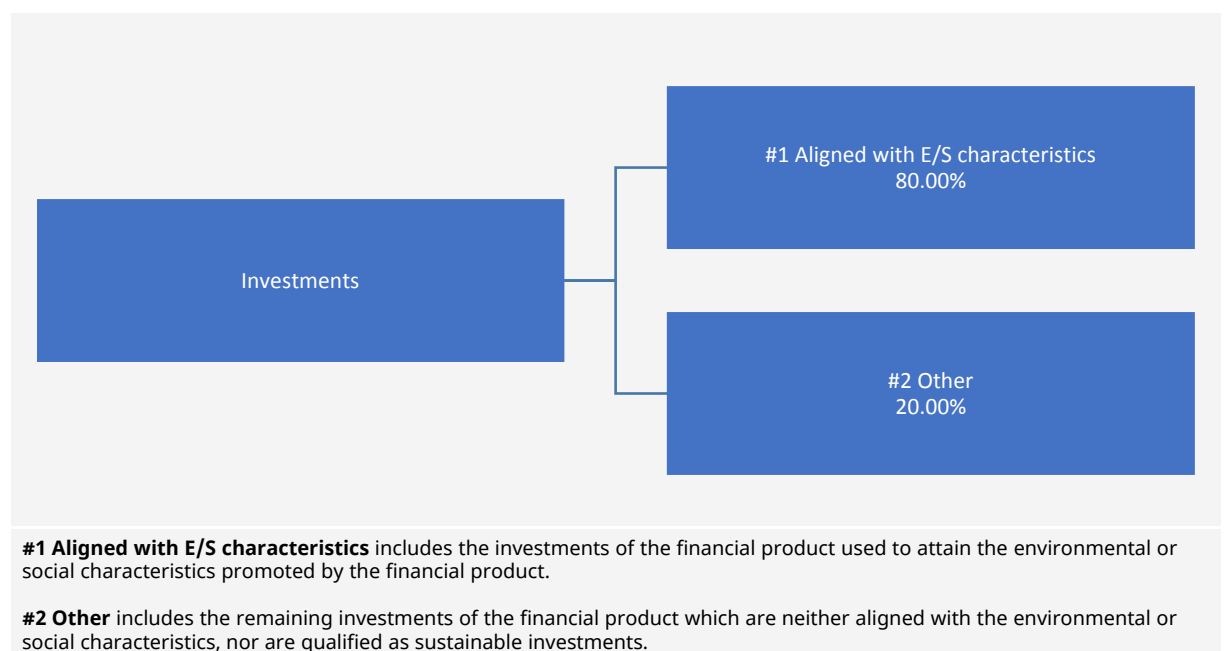 #1 Aligned with E/S characteristics
80.00%
Investments
#2 Other
20.00%
#1 Aligned with E/S characteristics includes the investments of the financial product used to attain the environmental or
social characteristics promoted by the financial product.
#2 Other includes the remaining investments of the financial product which are neither aligned with the environmental or
social characteristics, nor are qualified as sustainable investments.